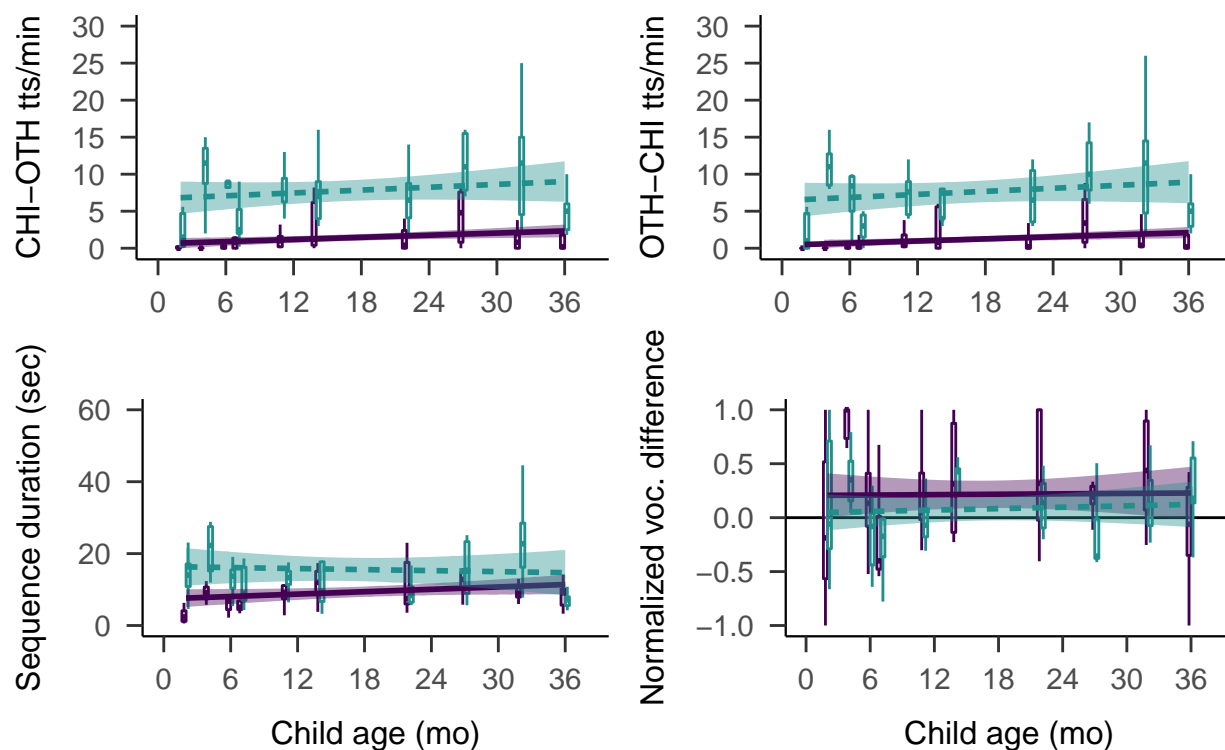 CHI−OTH tts/min
30
25
20
15
10
5
0
0 6 12 18 24 30 36
OTH−CHI tts/min
30
25
20
15
10
5
0
0 6 12 18 24 30 36
Sequence duration (sec)
60
40
20
0
0 6 12 18 24 30 36
Child age (mo)
Normalized voc. difference
1.0
0.5
0.0
−0.5
−1.0
0 6 12 18 24 30 36
Child age (mo)